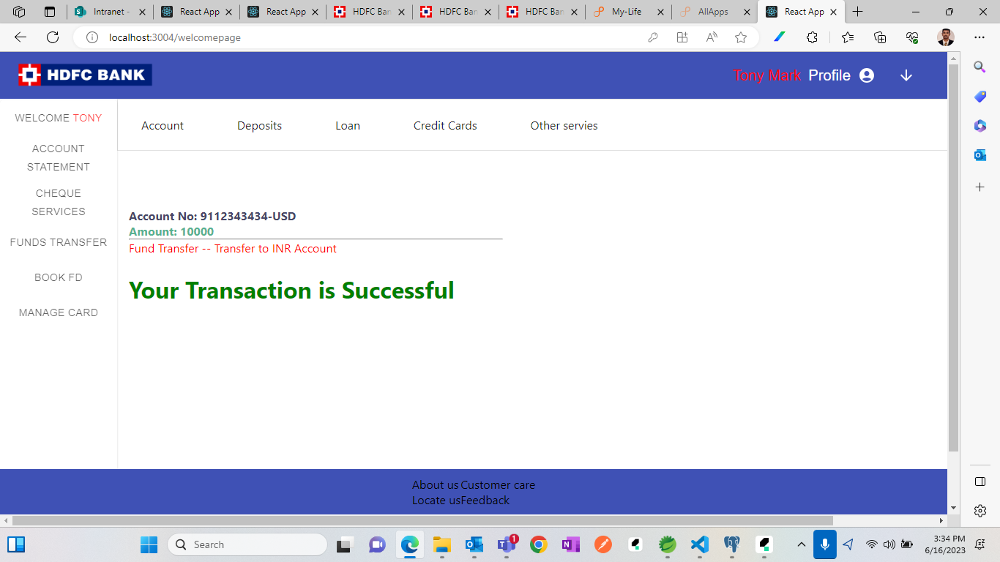 Intranet -
React App
React App
HDFC Ban
HDFC Ban
HDFC Ban
My-Life
AllApps
React App
localhost:3004/welcomepage
HDFC BANK
Tony Mark Profile
WELCOME TONY
Account Deposits Loan Credit Cards Other servies
ACCOUNT
STATEMENT
CHEQUE
SERVICES
FUNDS TRANSFER
BOOK FD
MANAGE CARD
Account No: 9112343434-USD
Amount: 10000
Fund Transfer -- Transfer to INR Account
Your Transaction is Successful
About us Customer care
Locate usFeedback
Search
1
3:34 PM
6/16/2023